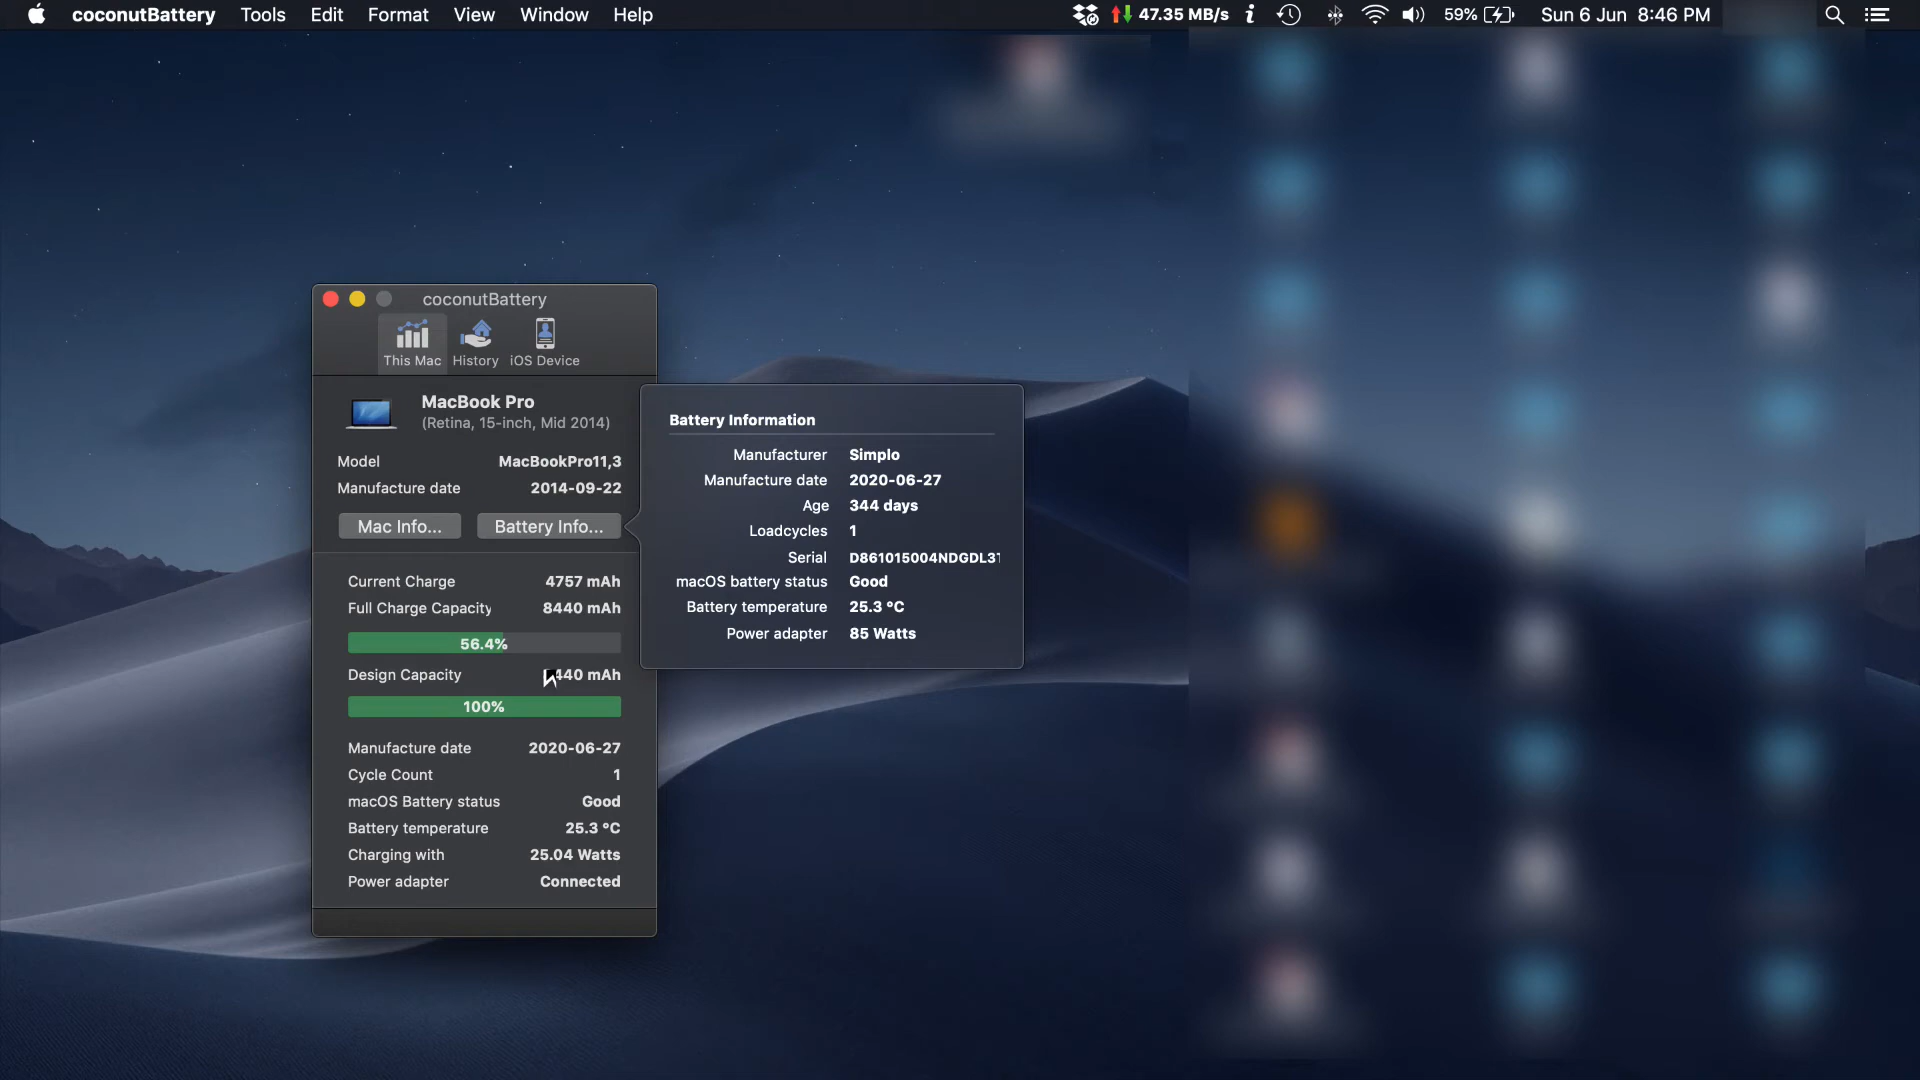 coconutBattery Tools Edit Format View Window Help 47.35 MB/s 59% Sun 6 Jun 8:46 PM
coconutBattery
This Mac History iOS Device
MacBook Pro
(Retina, 15-inch, Mid 2014)
Model MacBookPro11,3
Manufacture date 2014-09-22
Mac Info... Battery Info...
Current Charge 4757 mAh
Full Charge Capacity 8440 mAh
56.4%
Design Capacity 440 mAh
100%
Manufacture date 2020-06-27
Cycle Count 1
macOS Battery status Good
Battery temperature 25.3 °C
Charging with 25.04 Watts
Power adapter Connected
Battery Information
Manufacturer Simplo
Manufacture date 2020-06-27
Age 344 days
Loadcycles 1
Serial D861015004NDGDL3
macOS battery status Good
Battery temperature 25.3 °C
Power adapter 85 Watts